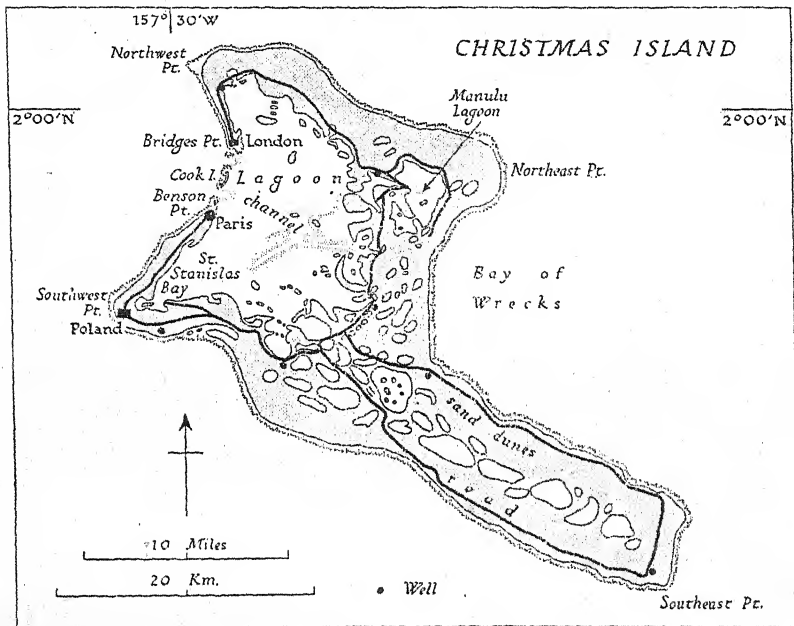 157° 30'W
CHRISTMAS ISLAND
Northwest
Pt.
Manulu
Lagoon
2°00'N
2°00'N
Bridges Pt.
London
Northeast Pt.
Cook I.
Lagoon
Benson
Pt.
channel
Paris
St.
Stanislas
Bay
Bay of
Wrecks
Southwest
Pt.
Poland
sand dunes
road
10 Miles
20 Km.
Well
Southeast Pt.